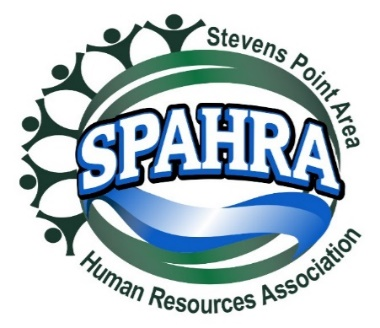 Stevens Point Area
SPAHRA
Human Resources Association